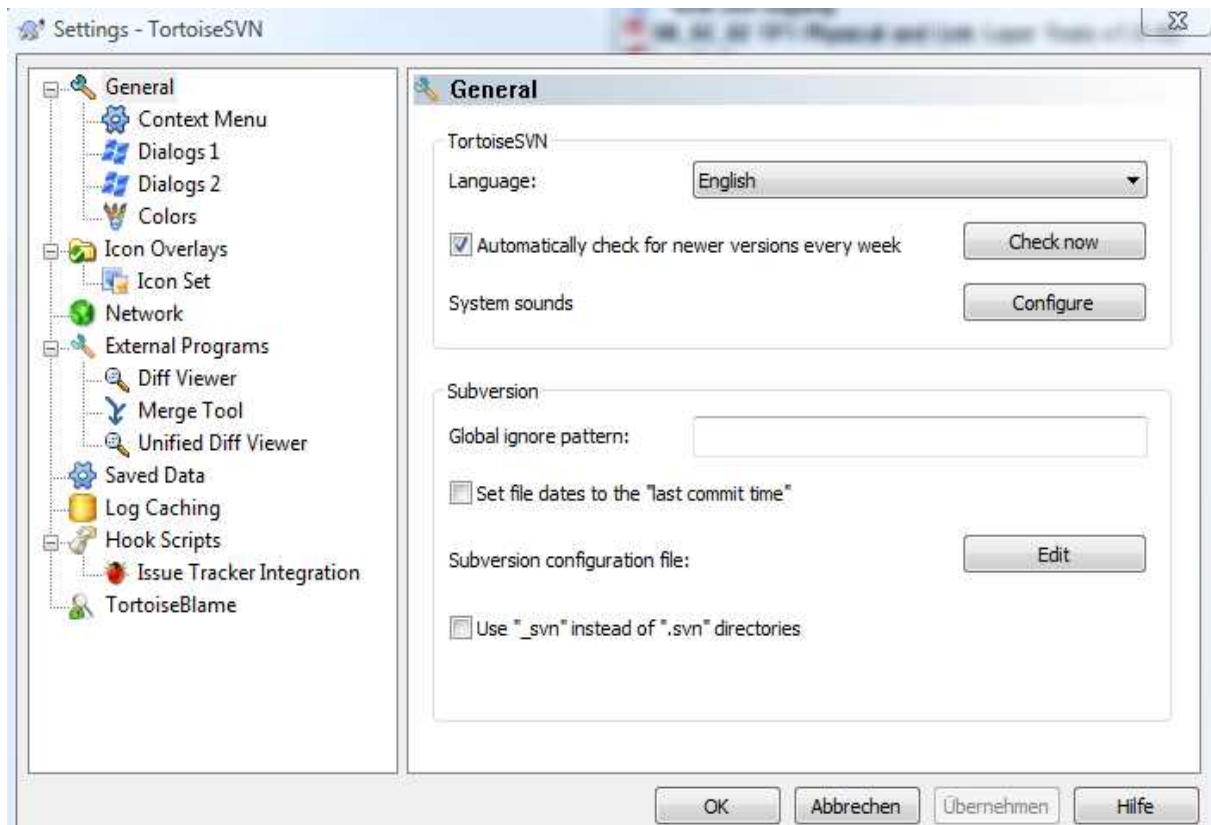 Settings - TortoiseSVN
General
Context Menu
Dialogs 1
Dialogs 2
Colors
Icon Overlays
Icon Set
Network
External Programs
Diff Viewer
Merge Tool
Unified Diff Viewer
Saved Data
Log Caching
Hook Scripts
Issue Tracker Integration
TortoiseBlame
General
TortoiseSVN
Language: English
Automatically check for newer versions every week Check now
System sounds Configure
Subversion
Global ignore pattern:
Set file dates to the "last commit time"
Subversion configuration file: Edit
Use "_svn" instead of ".svn" directories
OK Abbrechen Übernehmen Hilfe